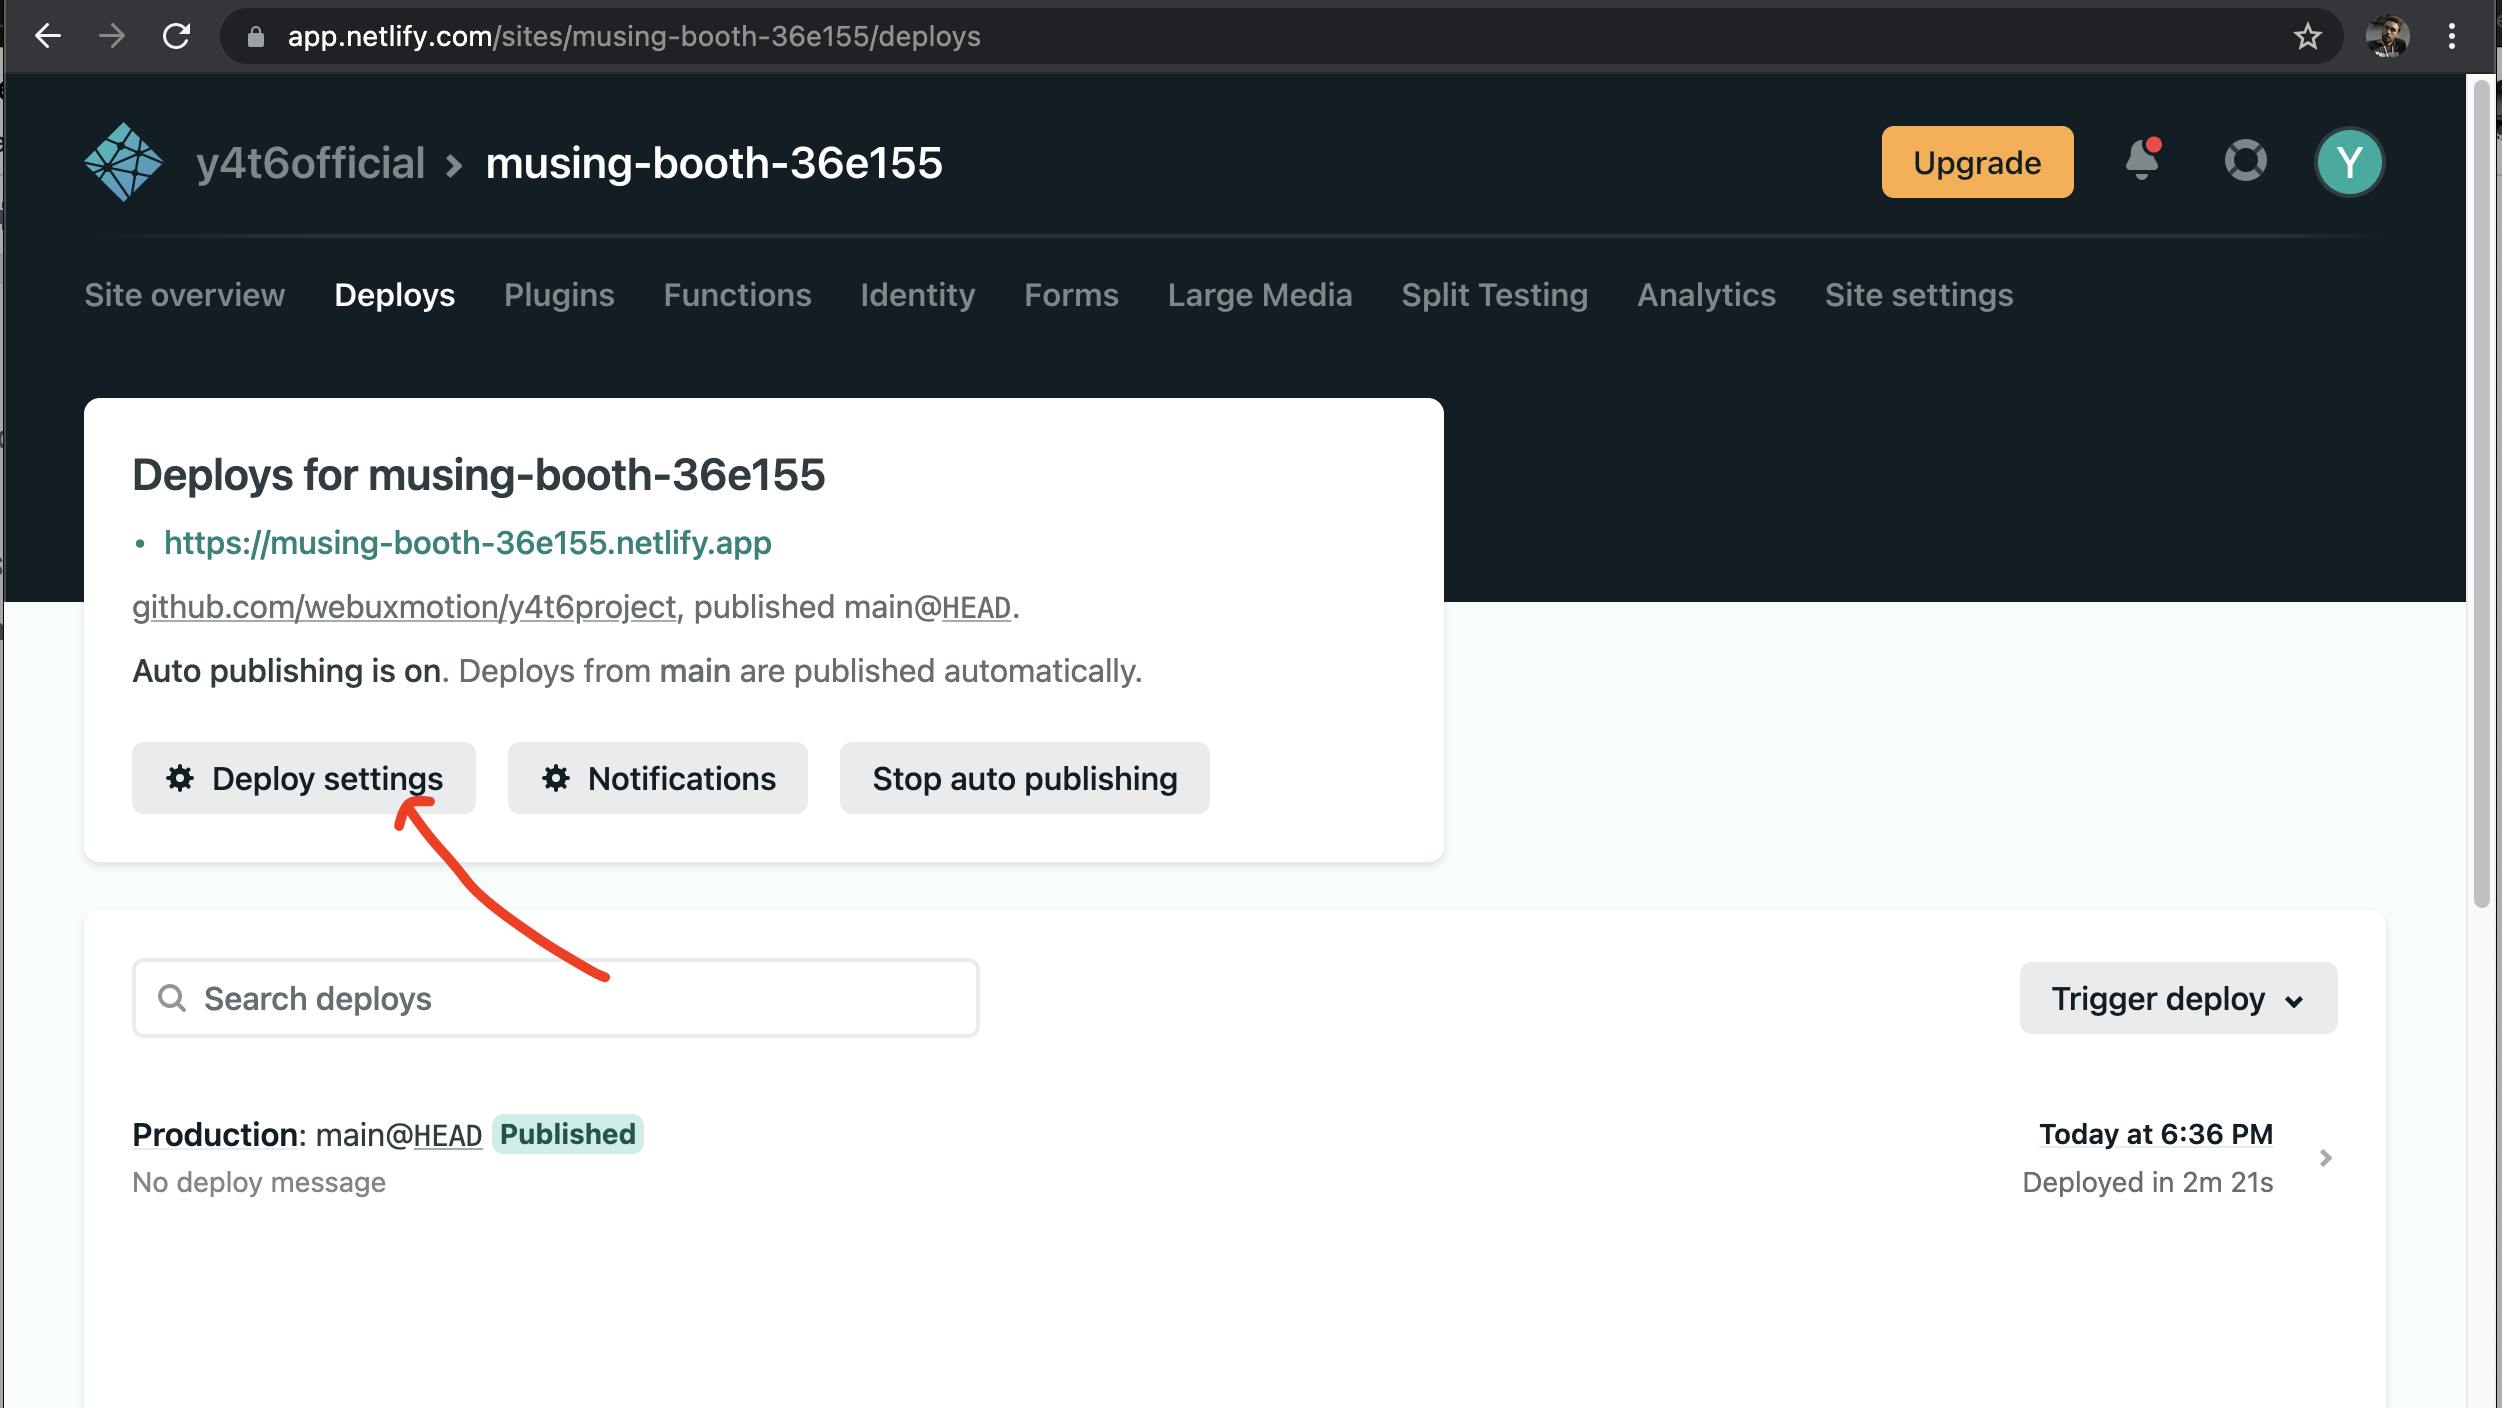 app.netlify.com/sites/musing-booth-36e155/deploys
y4t6official › musing-booth-36e155
Upgrade
Y
Site overview Deploys Plugins Functions Identity Forms Large Media Split Testing Analytics Site settings
Deploys for musing-booth-36e155
• https://musing-booth-36e155.netlify.app
github.com/webuxmotion/y4t6project, published main@HEAD.
Auto publishing is on. Deploys from main are published automatically.
Deploy settings Notifications Stop auto publishing
Search deploys
Trigger deploy
Production: main@HEAD Published
Today at 6:36 PM
No deploy message
Deployed in 2m 21s